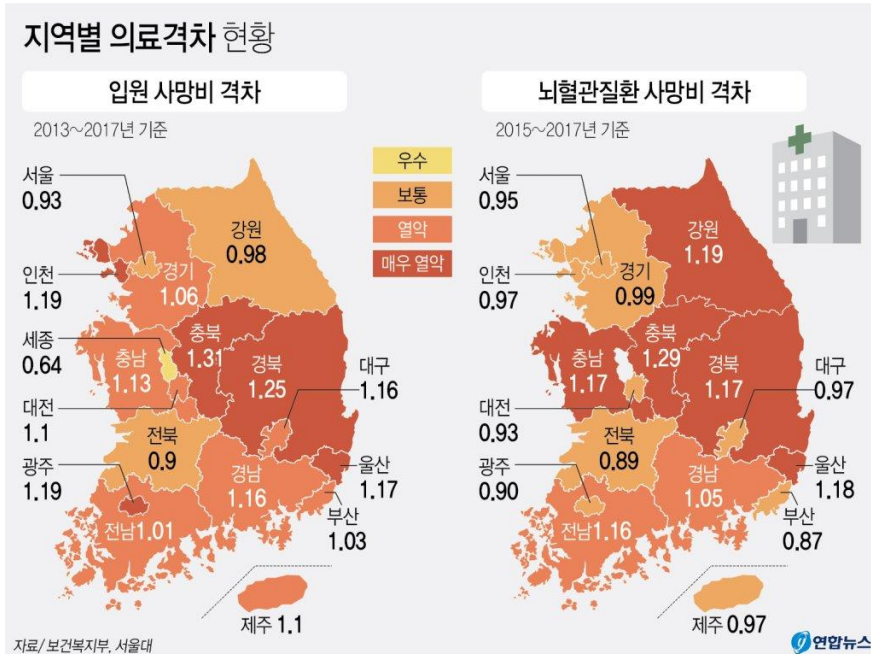 지역별 의료격차 현황
입원 사망비 격차
2013~2017년 기준
서울
0.93
강원
0.98
경기
1.06
인천
1.19
세종
0.64
충남
1.13
충북
1.31
경북
1.25
대구
1.16
대전
1.1
전북
0.9
광주
1.19
경남
1.16
울산
1.17
전남1.01
부산
1.03
제주 1.1
우수
보통
열악
매우 열악
뇌혈관질환 사망비 격차
2015~2017년 기준
서울
0.95
강원
1.19
경기
0.99
인천
0.97
충남
1.17
충북
1.29
경북
1.17
대구
0.97
대전
0.93
전북
0.89
광주
0.90
경남
1.05
울산
1.18
전남1.16
부산
0.87
제주 0.97
자료/ 보건복지부, 서울대
연합뉴스